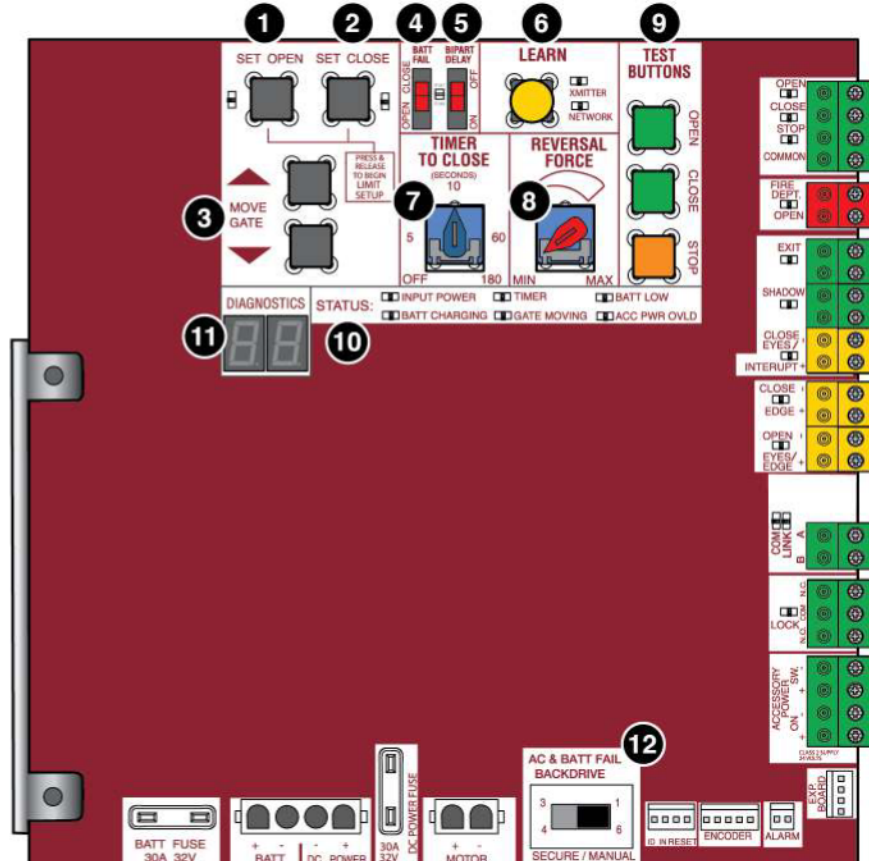 1 2 4 5 6 9
SET OPEN SET CLOSE
BATT FAIL
OPEN CLOSE
BIPART DELAY
ON OFF
LEARN
XMITTER
NETWORK
TEST
BUTTONS
OPEN
CLOSE
STOP
PRESS &
RELEASE
TO BEGIN
LIMIT
SETUP
3
MOVE
GATE
TIMER
TO CLOSE
(SECONDS)
10
7
5 60
OFF 180
REVERSAL
FORCE
8
MIN MAX
DIAGNOSTICS
11
STATUS:
INPUT POWER TIMER BATT LOW
BATT CHARGING GATE MOVING ACC PWR OVLD
10
OPEN
CLOSE
STOP
COMMON
FIRE
DEPT.
OPEN
EXIT
SHADOW
CLOSE
EYES/ -
INTERUPT +
CLOSE -
EDGE +
OPEN -
EYES/
EDGE +
COM
LINK
A
B
LOCK
N.C.
COM
N.O.
ACCESSORY
POWER
SW. - +
ON - +
CLASS 2 SUPPLY
24 VOLTS
EXP.
BOARD
12
AC & BATT FAIL
BACKDRIVE
3 1
4 6
SECURE / MANUAL
BATT FUSE
30A 32V
+ - - +
BATT DC POWER
DC POWER FUSE
30A
32V
+ -
MOTOR
ID IN RESET
ENCODER
ALARM